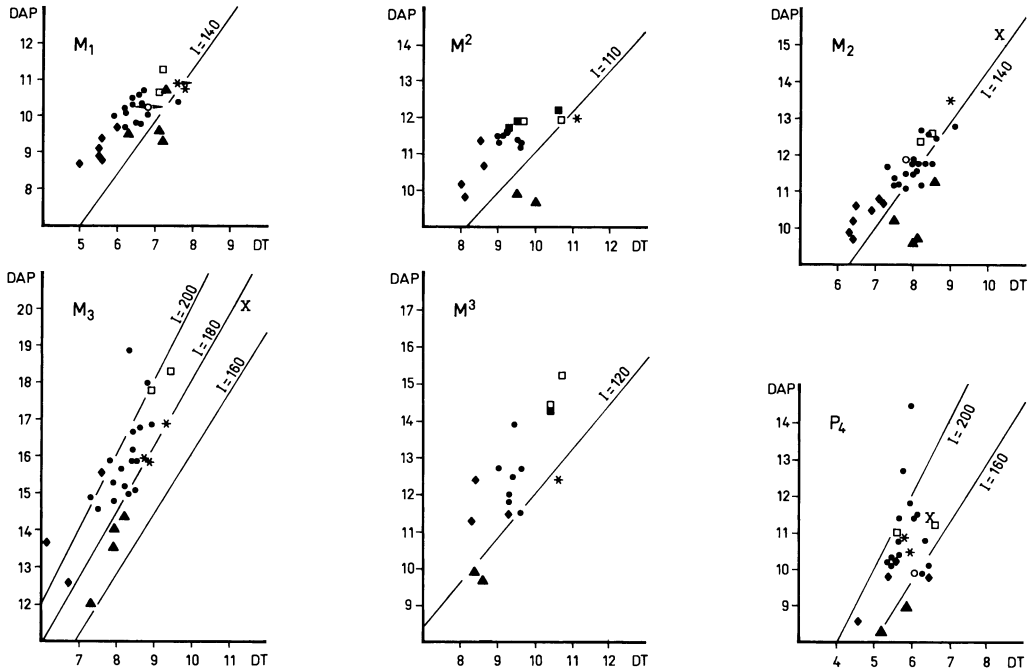 DAP
M₁
I=140
12
11
10
9
8
5 6 7 8 9 DT
DAP
M²
I=110
15
14
13
12
11
10
8 9 10 11 12 DT
DAP
M₂
X
I=140
15
14
13
12
11
10
6 7 8 9 10 DT
DAP
M₃
I=200
I=180
X
I=160
20
19
18
17
16
15
14
13
12
7 8 9 10 11 DT
DAP
M³
I=120
17
16
15
14
13
12
11
10
9
8 9 10 11 12 DT
DAP
P₄
I=200
I=160
X
14
13
12
11
10
9
4 5 6 7 8 DT